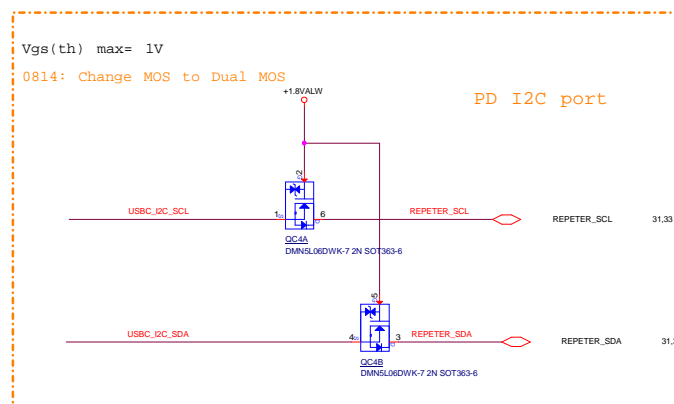 Vgs(th) max= 1V
0814: Change MOS to Dual MOS
+1.8VALW
PD I2C port
2
USBC_I2C_SCL
1
6
REPETER_SCL
REPETER_SCL
31,33
QC4A
DMN5L06DWK-7 2N SOT363-6
5
USBC_I2C_SDA
4
3
REPETER_SDA
REPETER_SDA
QC4B
DMN5L06DWK-7 2N SOT363-6